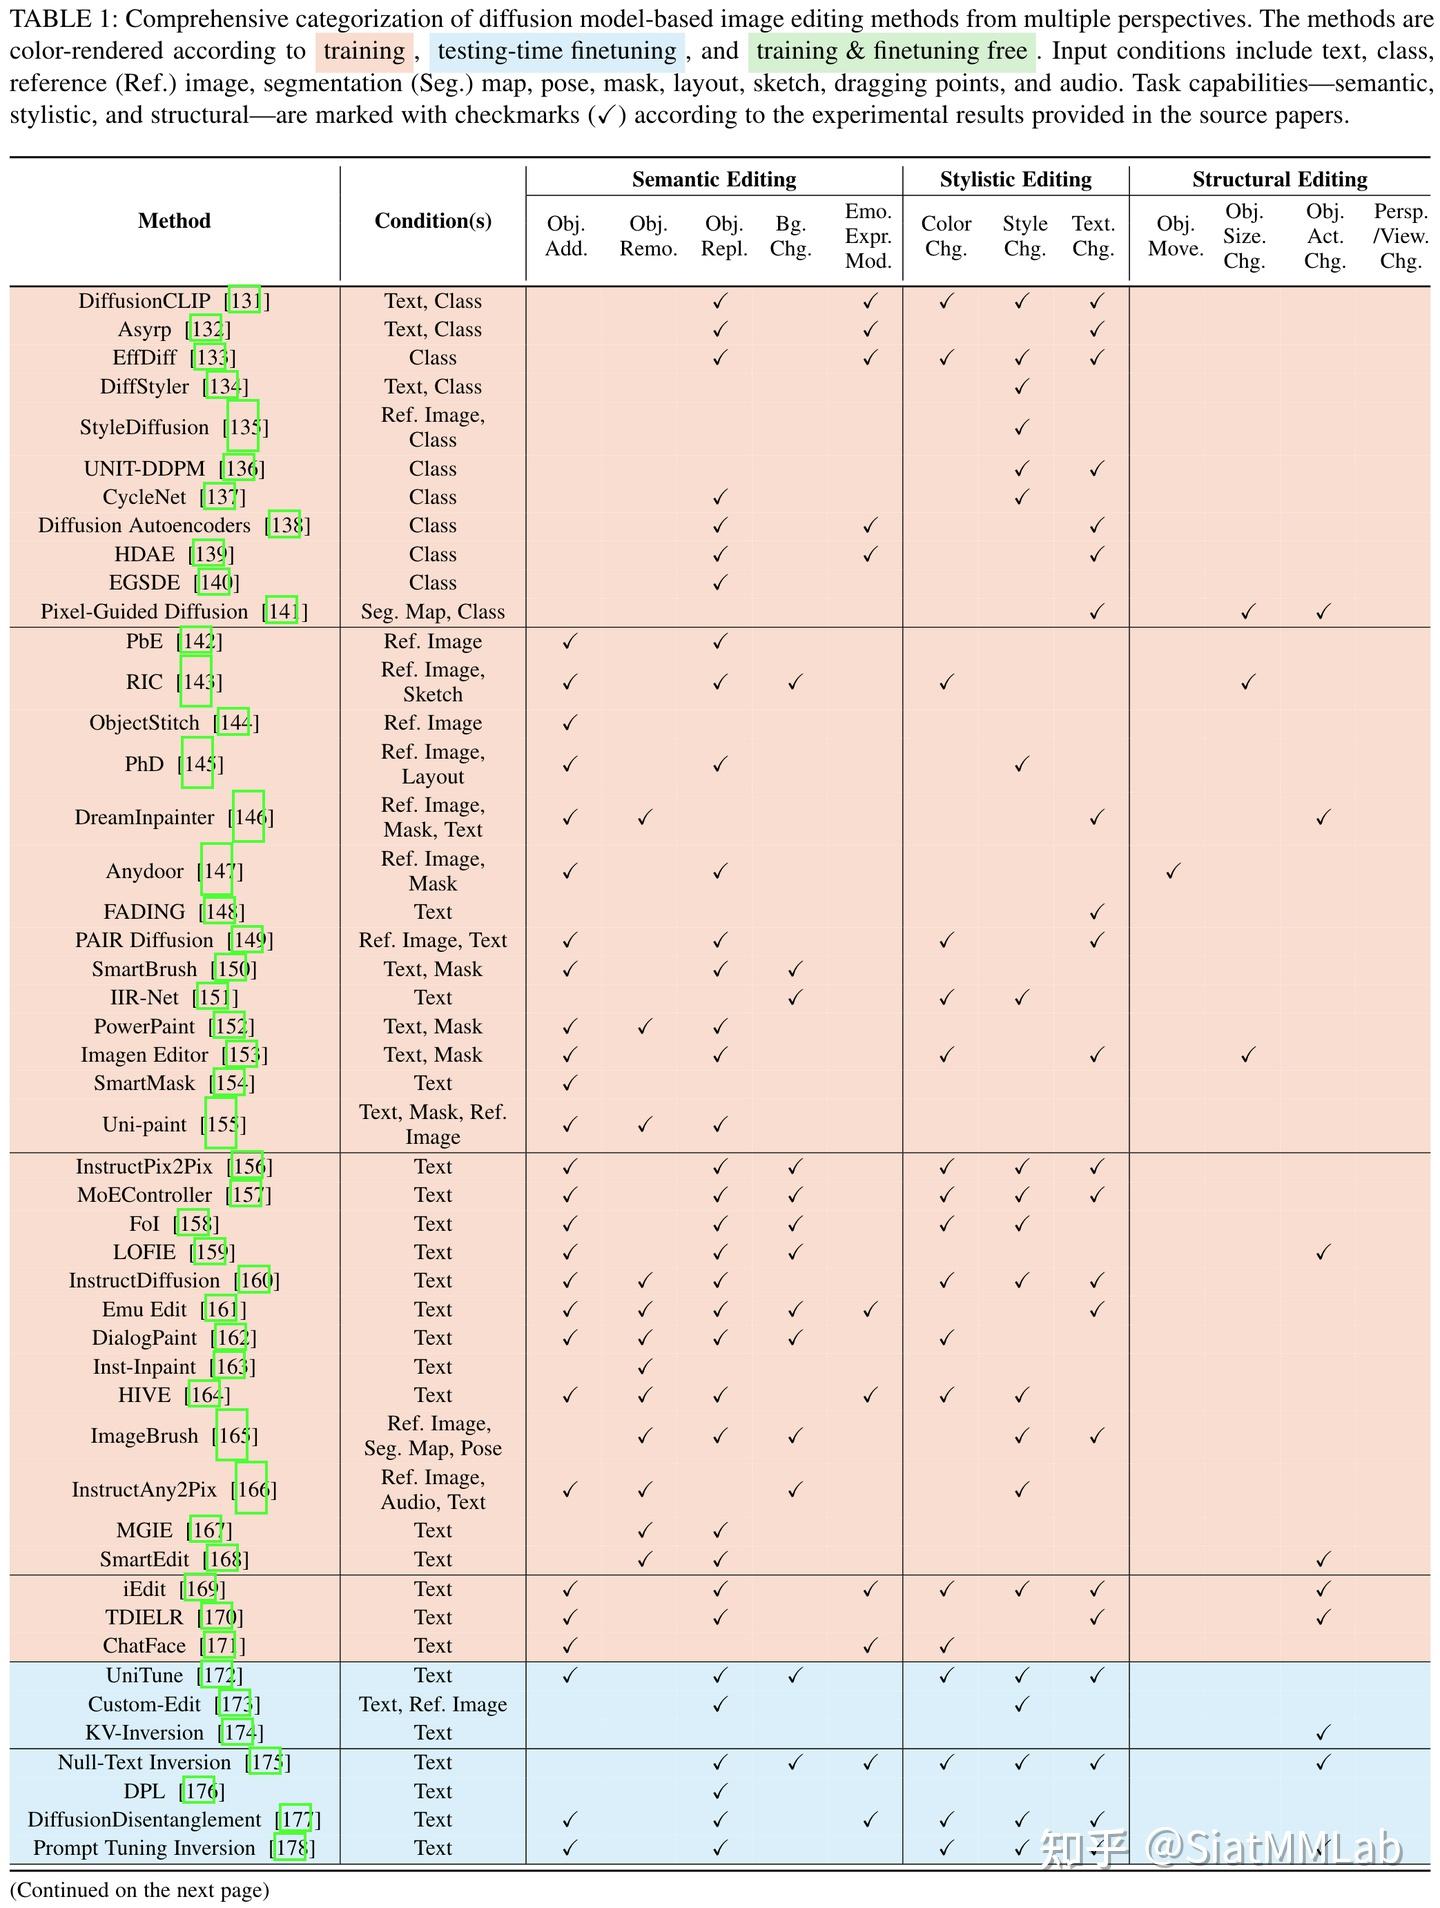 TABLE 1: Comprehensive categorization of diffusion model-based image editing methods from multiple perspectives. The methods are
color-rendered according to training , testing-time finetuning , and training & finetuning free . Input conditions include text, class,
reference (Ref.) image, segmentation (Seg.) map, pose, mask, layout, sketch, dragging points, and audio. Task capabilities—semantic,
stylistic, and structural—are marked with checkmarks (✓) according to the experimental results provided in the source papers.
Method Condition(s) Semantic Editing Stylistic Editing Structural Editing
Obj. Add. Obj. Remo. Obj. Repl. Bg. Chg. Emo. Expr. Mod. Color Chg. Style Chg. Text. Chg. Obj. Move. Obj. Size. Chg. Obj. Act. Chg. Persp. /View. Chg.
DiffusionCLIP [131] Text, Class ✓ ✓ ✓ ✓ ✓
Asyrp [132] Text, Class ✓ ✓ ✓
EffDiff [133] Class ✓ ✓ ✓ ✓ ✓
DiffStyler [134] Text, Class ✓
StyleDiffusion [135] Ref. Image, Class ✓
UNIT-DDPM [136] Class ✓ ✓
CycleNet [137] Class ✓ ✓
Diffusion Autoencoders [138] Class ✓ ✓ ✓
HDAE [139] Class ✓ ✓ ✓
EGSDE [140] Class ✓
Pixel-Guided Diffusion [141] Seg. Map, Class ✓ ✓ ✓
PbE [142] Ref. Image ✓ ✓
RIC [143] Ref. Image, Sketch ✓ ✓ ✓ ✓ ✓
ObjectStitch [144] Ref. Image ✓
PhD [145] Ref. Image, Layout ✓ ✓ ✓
DreamInpainter [146] Ref. Image, Mask, Text ✓ ✓ ✓ ✓
Anydoor [147] Ref. Image, Mask ✓ ✓ ✓
FADING [148] Text ✓
PAIR Diffusion [149] Ref. Image, Text ✓ ✓ ✓ ✓
SmartBrush [150] Text, Mask ✓ ✓ ✓
IIR-Net [151] Text ✓ ✓ ✓
PowerPaint [152] Text, Mask ✓ ✓ ✓
Imagen Editor [153] Text, Mask ✓ ✓ ✓ ✓ ✓
SmartMask [154] Text ✓
Uni-paint [155] Text, Mask, Ref. Image ✓ ✓ ✓
InstructPix2Pix [156] Text ✓ ✓ ✓ ✓ ✓ ✓
MoEController [157] Text ✓ ✓ ✓ ✓ ✓ ✓
FoI [158] Text ✓ ✓ ✓ ✓ ✓
LOFIE [159] Text ✓ ✓ ✓ ✓
InstructDiffusion [160] Text ✓ ✓ ✓ ✓ ✓ ✓
Emu Edit [161] Text ✓ ✓ ✓ ✓ ✓ ✓
DialogPaint [162] Text ✓ ✓ ✓ ✓ ✓
Inst-Inpaint [163] Text ✓
HIVE [164] Text ✓ ✓ ✓ ✓ ✓ ✓
ImageBrush [165] Ref. Image, Seg. Map, Pose ✓ ✓ ✓ ✓ ✓
InstructAny2Pix [166] Ref. Image, Audio, Text ✓ ✓ ✓ ✓
MGIE [167] Text ✓ ✓
SmartEdit [168] Text ✓ ✓ ✓
iEdit [169] Text ✓ ✓ ✓ ✓ ✓ ✓ ✓
TDIELR [170] Text ✓ ✓ ✓ ✓
ChatFace [171] Text ✓ ✓ ✓
UniTune [172] Text ✓ ✓ ✓ ✓ ✓ ✓
Custom-Edit [173] Text, Ref. Image ✓ ✓
KV-Inversion [174] Text ✓
Null-Text Inversion [175] Text ✓ ✓ ✓ ✓ ✓ ✓ ✓
DPL [176] Text ✓
DiffusionDisentanglement [177] Text ✓ ✓ ✓ ✓ ✓ ✓
Prompt Tuning Inversion [178] Text ✓ ✓ ✓ ✓ ✓ ✓
知乎 @SiatMMLab
(Continued on the next page)